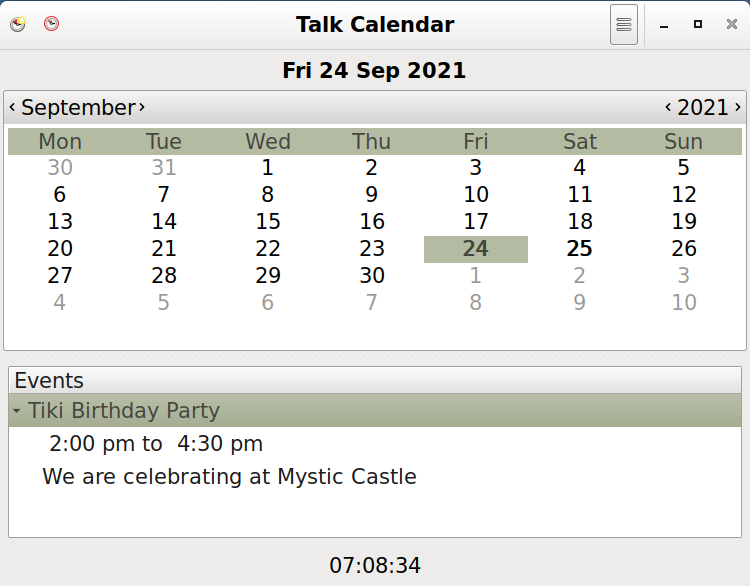 Talk Calendar
Fri 24 Sep 2021
‹ September › ‹ 2021 ›
Mon Tue Wed Thu Fri Sat Sun
30 31 1 2 3 4 5
6 7 8 9 10 11 12
13 14 15 16 17 18 19
20 21 22 23 24 25 26
27 28 29 30 1 2 3
4 5 6 7 8 9 10
Events
Tiki Birthday Party
2:00 pm to 4:30 pm
We are celebrating at Mystic Castle
07:08:34